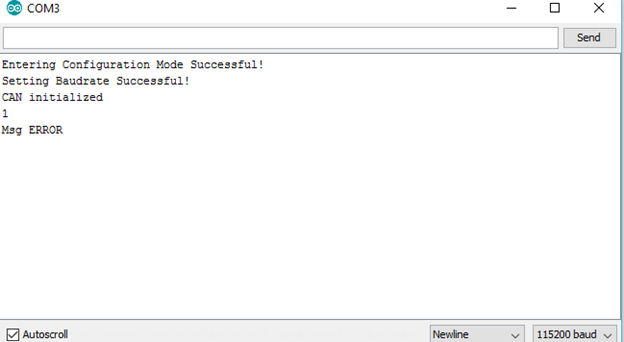 COM3
Send
Entering Configuration Mode Successful!
Setting Baudrate Successful!
CAN initialized
1
Msg ERROR
Autoscroll
Newline
115200 baud